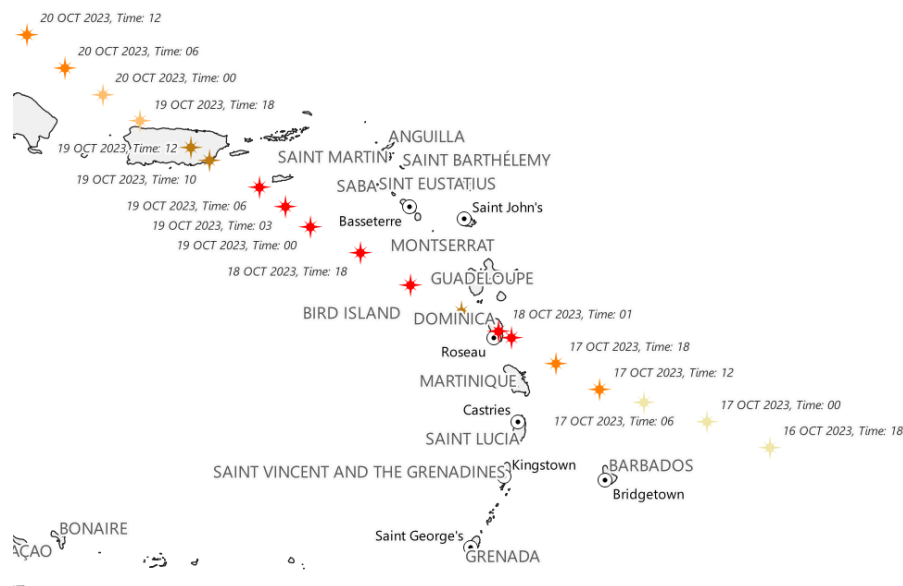 20 OCT 2023, Time: 12
20 OCT 2023, Time: 06
20 OCT 2023, Time: 00
19 OCT 2023, Time: 18
ANGUILLA
19 OCT 2023, Time: 12
SAINT MARTIN
SAINT BARTHÉLEMY
19 OCT 2023, Time: 10
SABA
SINT EUSTATIUS
19 OCT 2023, Time: 06
Saint John's
Basseterre
19 OCT 2023, Time: 03
19 OCT 2023, Time: 00
MONTSERRAT
18 OCT 2023, Time: 18
GUADELOUPE
BIRD ISLAND
DOMINICA
18 OCT 2023, Time: 01
Roseau
17 OCT 2023, Time: 18
MARTINIQUE
17 OCT 2023, Time: 12
17 OCT 2023, Time: 00
Castries
17 OCT 2023, Time: 06
16 OCT 2023, Time: 18
SAINT LUCIA
Kingstown
BARBADOS
SAINT VINCENT AND THE GRENADINES
Bridgetown
BONAIRE
Saint George's
AÇAO
GRENADA